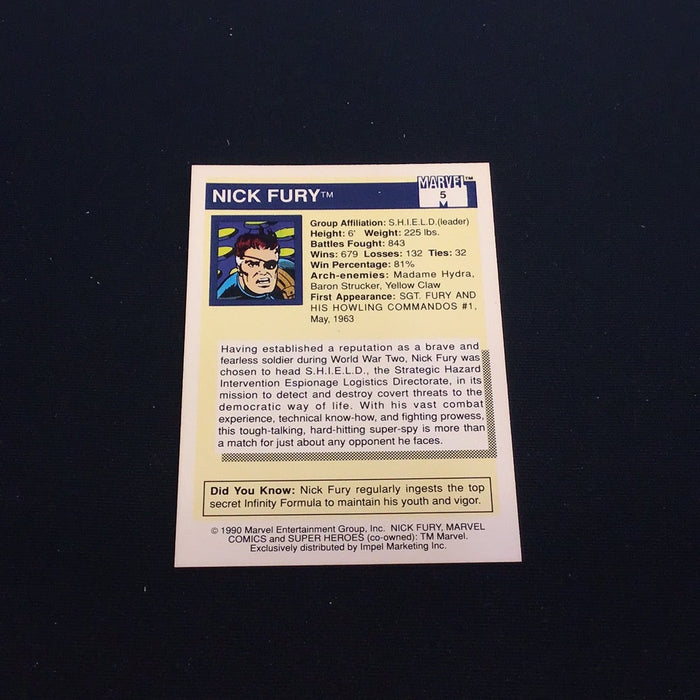 NICK FURY™
MARVEL™
5
Group Affiliation: S.H.I.E.L.D.(leader)
Height: 6' Weight: 225 lbs.
Battles Fought: 843
Wins: 679 Losses: 132 Ties: 32
Win Percentage: 81%
Arch-enemies: Madame Hydra,
Baron Strucker, Yellow Claw
First Appearance: SGT. FURY AND
HIS HOWLING COMMANDOS #1,
May, 1963
Having established a reputation as a brave and
fearless soldier during World War Two, Nick Fury was
chosen to head S.H.I.E.L.D., the Strategic Hazard
Intervention Espionage Logistics Directorate, in its
mission to detect and destroy covert threats to the
democratic way of life. With his vast combat
experience, technical know-how, and fighting prowess,
this tough-talking, hard-hitting super-spy is more than
a match for just about any opponent he faces.
Did You Know: Nick Fury regularly ingests the top
secret Infinity Formula to maintain his youth and vigor.
© 1990 Marvel Entertainment Group, Inc. NICK FURY, MARVEL
COMICS and SUPER HEROES (co-owned): TM Marvel.
Exclusively distributed by Impel Marketing Inc.